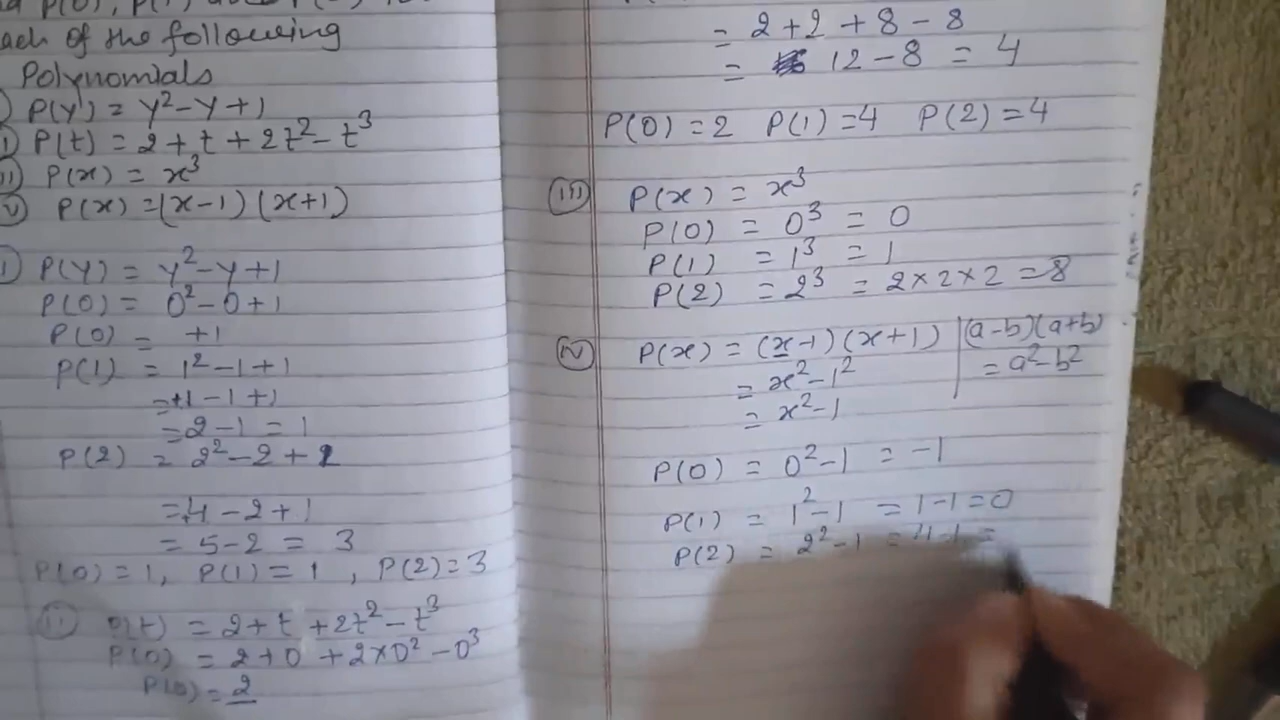 ach of the following
Polynomials
P(Y) = Y² - Y + 1
P(t) = 2 + t + 2t² - t³
P(x) = x³
P(x) = (x-1) (x+1)
P(Y) = Y² - Y + 1
P(0) = 0² - 0 + 1
P(0) = +1
P(1) = 1² - 1 + 1
= +1 - 1 + 1
= 2 - 1 = 1
P(2) = 2² - 2 + 1
= 4 - 2 + 1
= 5 - 2 = 3
P(0) = 1, P(1) = 1, P(2) = 3
(ii) P(t) = 2 + t + 2t² - t³
P(0) = 2 + 0 + 2×0² - 0³
P(0) = 2
= 2 + 2 + 8 - 8
= 12 - 8 = 4
P(0) = 2 P(1) = 4 P(2) = 4
(iii) P(x) = x³
P(0) = 0³ = 0
P(1) = 1³ = 1
P(2) = 2³ = 2×2×2 = 8
(iv) P(x) = (x-1) (x+1) | (a-b)(a+b)
= x² - 1² = a² - b²
= x² - 1
P(0) = 0² - 1 = -1
P(1) = 1² - 1 = 1 - 1 = 0
P(2) = 2² - 1 = 4 - 1 =